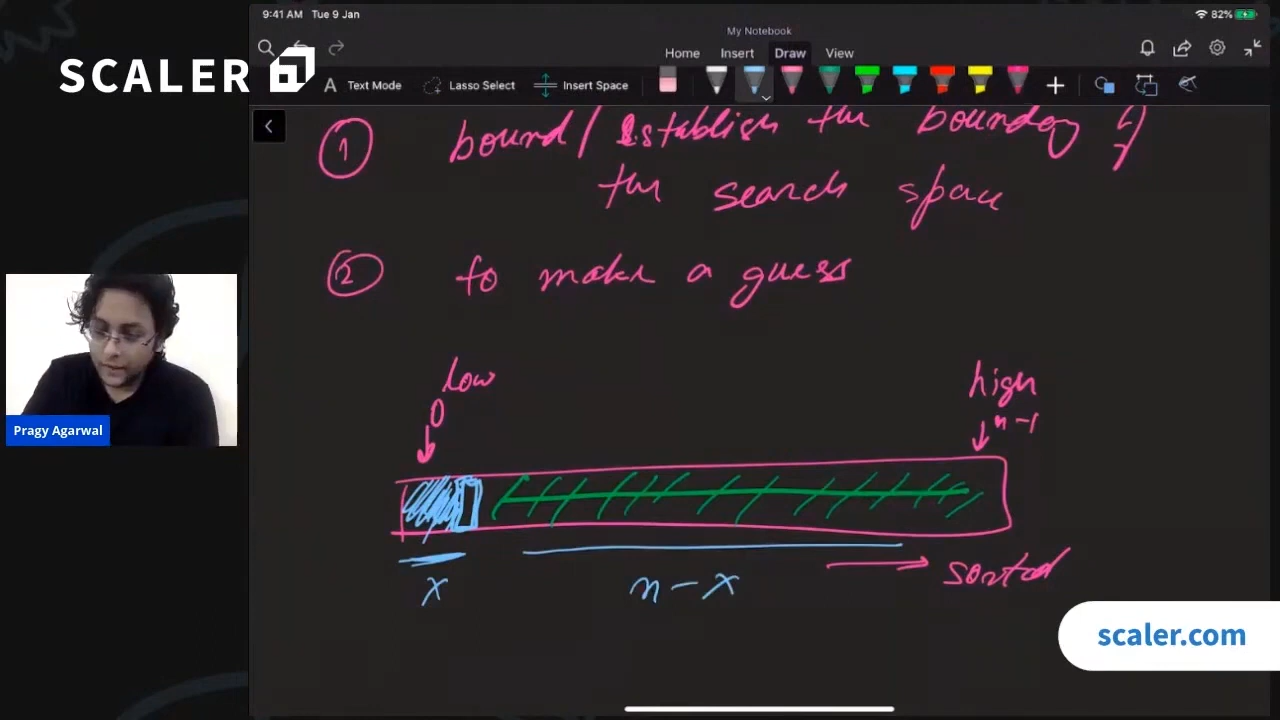 9:41 AM Tue 9 Jan
82%
My Notebook
SCALER
Home Insert Draw View
A Text Mode Lasso Select Insert Space
① bound/ Establish the boundary of
the search space
② to make a guess
low high
0 n-1
Pragy Agarwal
x n-x sorted
scaler.com